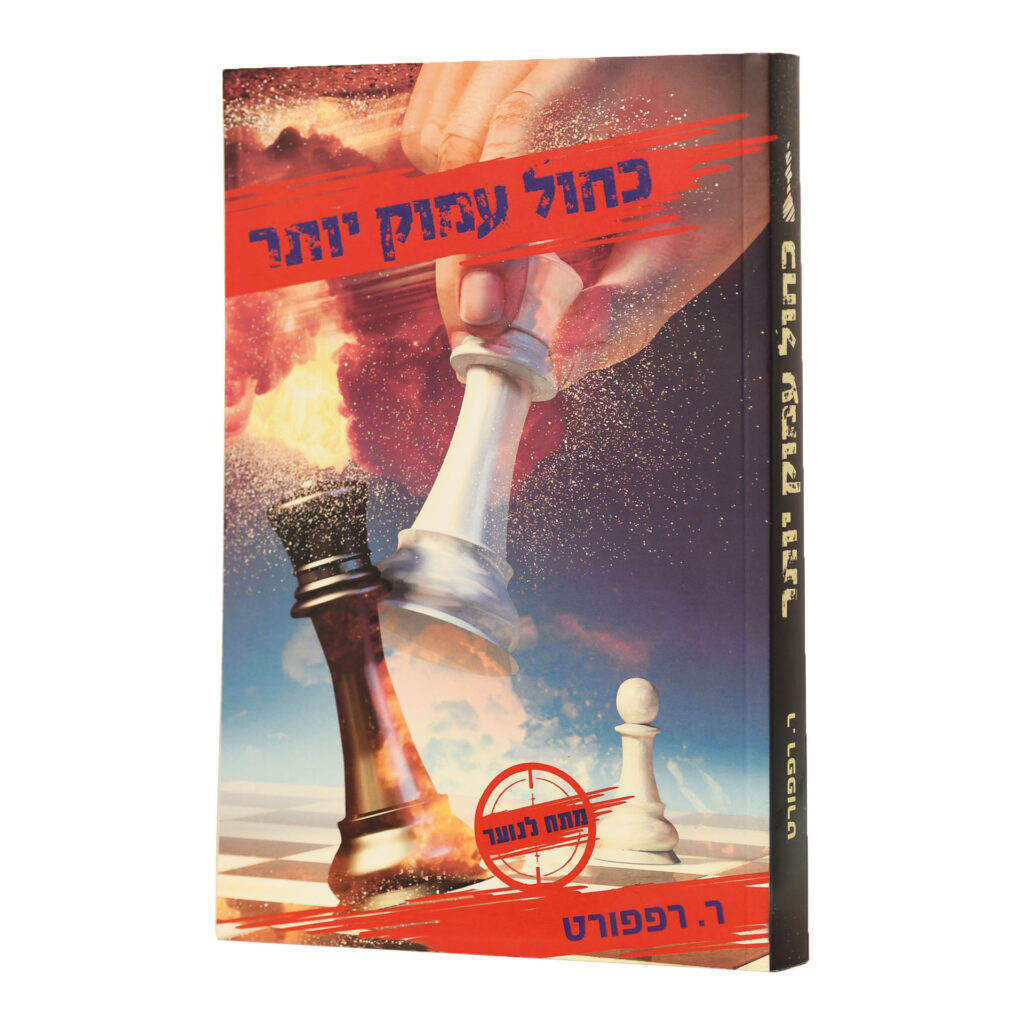 כחול עמוק יותר
מתח לנוער
ר. רפפורט
כחול עמוק יותר
ר' רפפורט